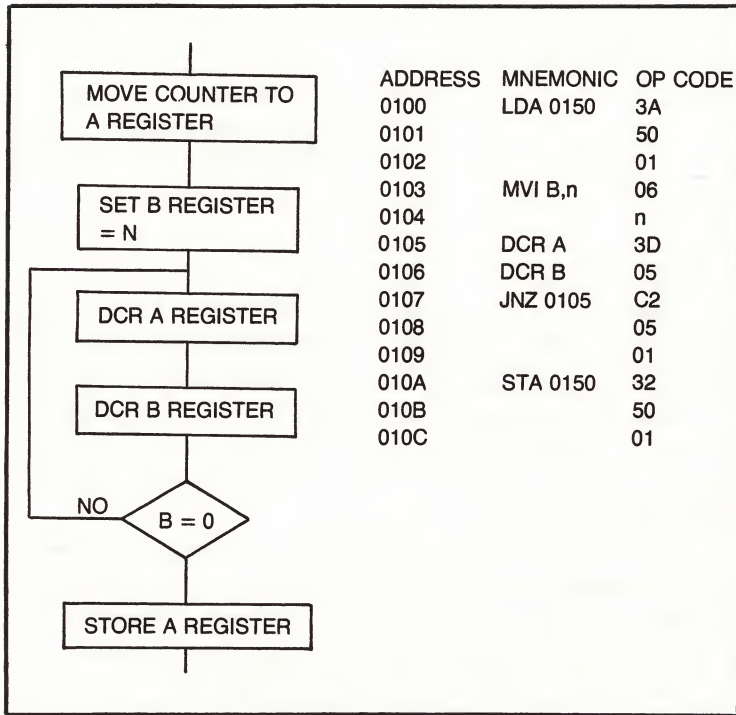 MOVE COUNTER TO
A REGISTER
SET B REGISTER
= N
DCR A REGISTER
DCR B REGISTER
NO
B = 0
STORE A REGISTER
ADDRESS MNEMONIC OP CODE
0100 LDA 0150 3A
0101 50
0102 01
0103 MVI B,n 06
0104 n
0105 DCR A 3D
0106 DCR B 05
0107 JNZ 0105 C2
0108 05
0109 01
010A STA 0150 32
010B 50
010C 01